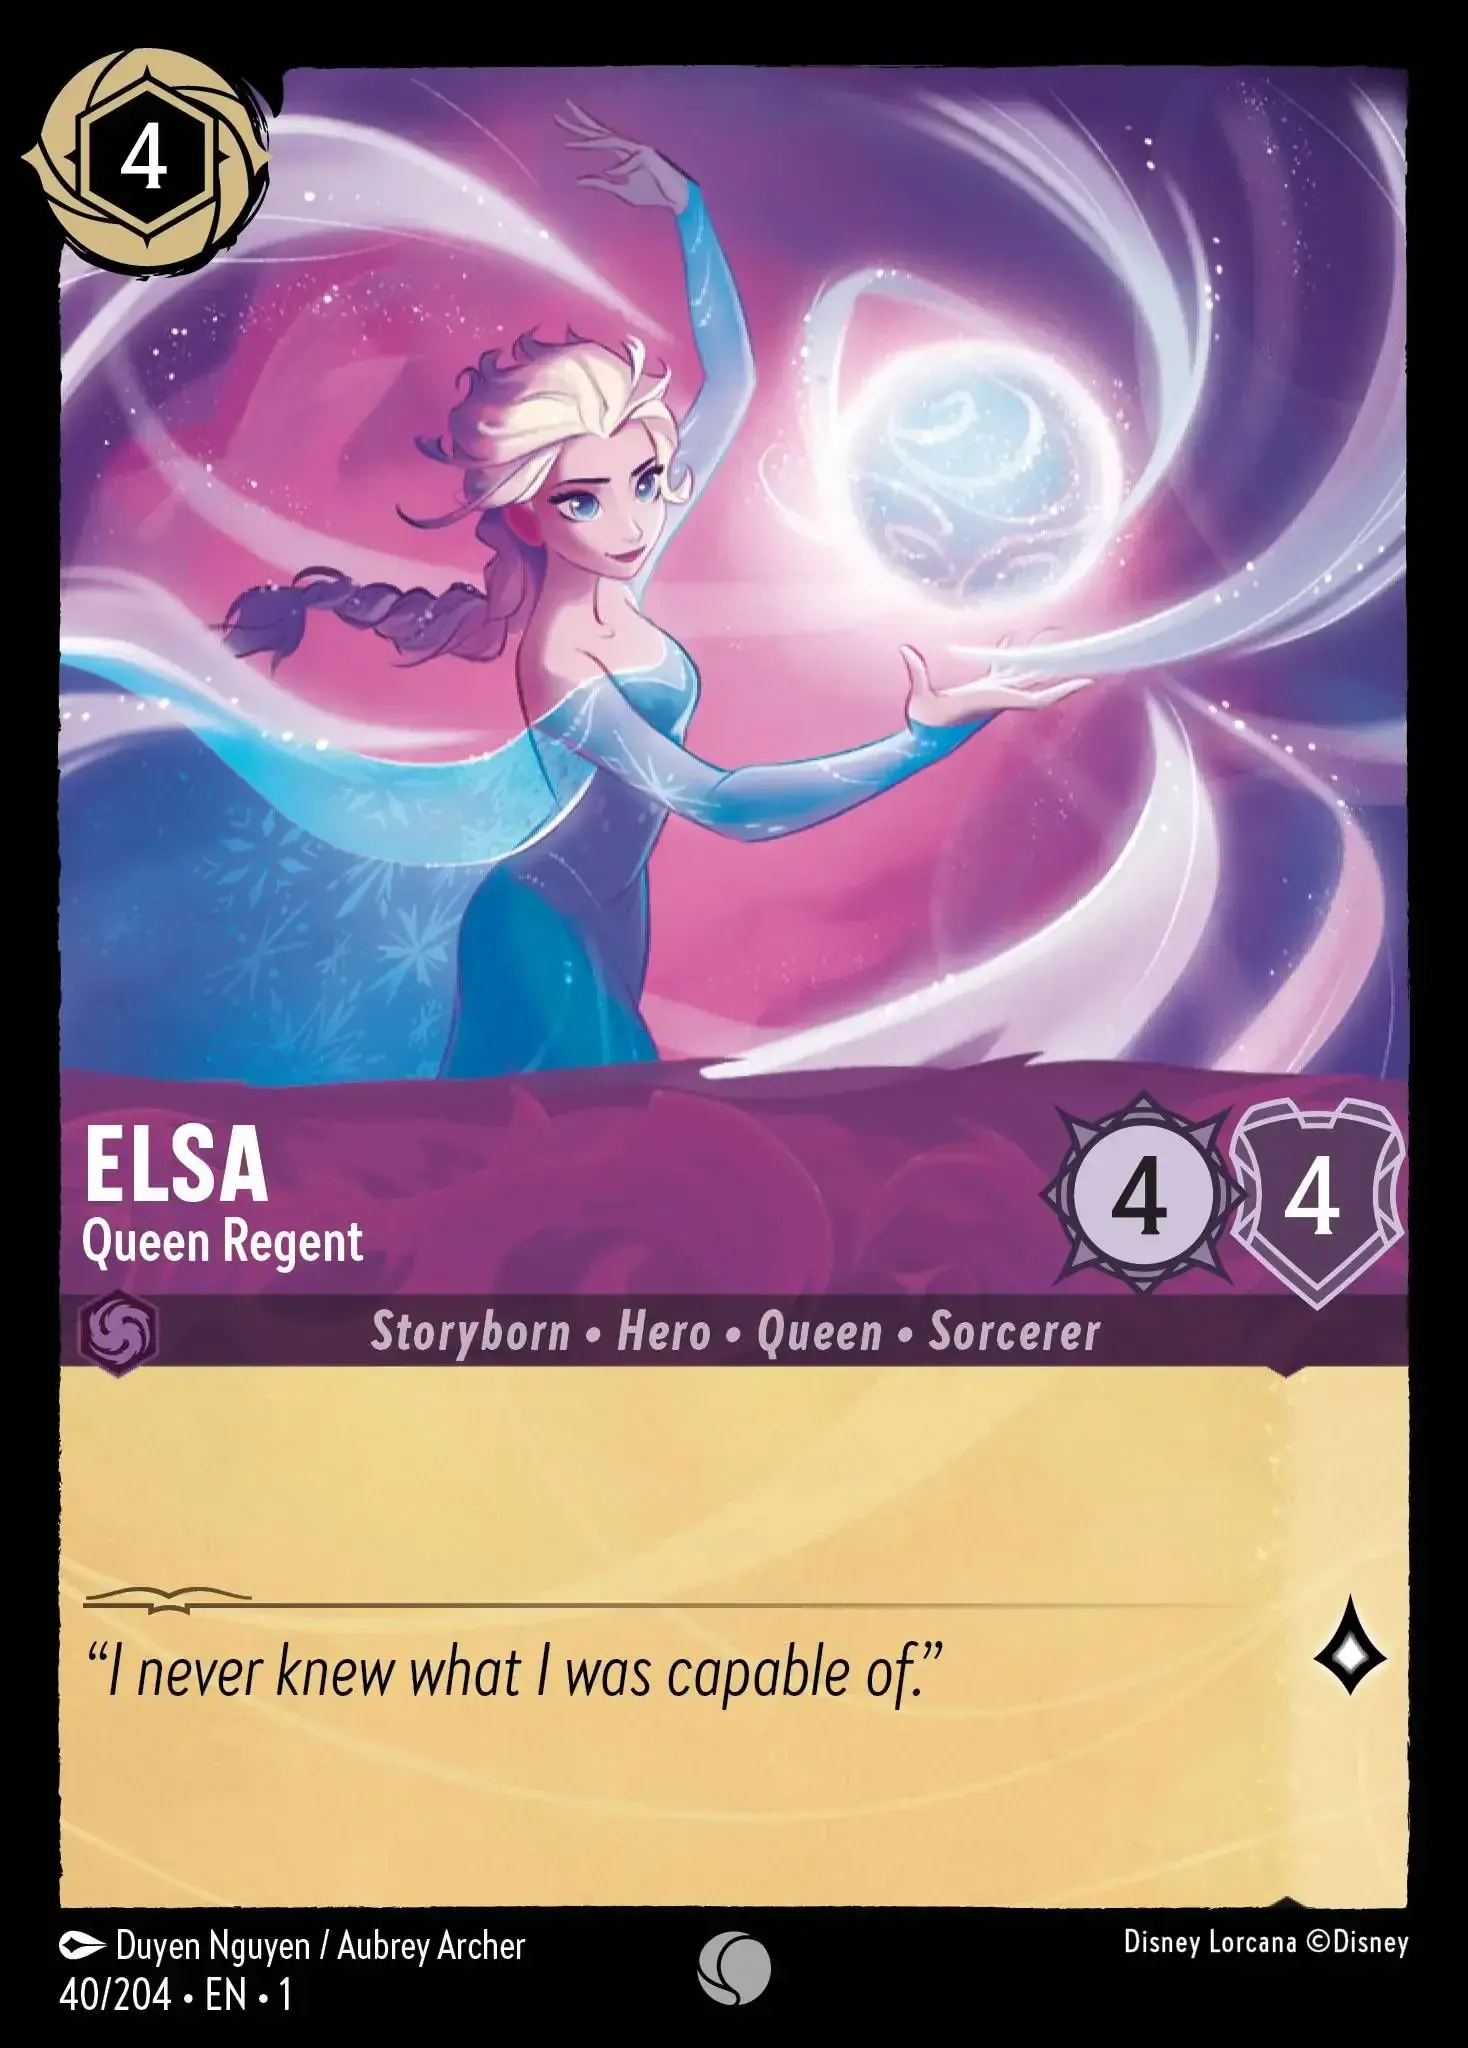 4
ELSA
Queen Regent
4 4
Storyborn • Hero • Queen • Sorcerer
“I never knew what I was capable of.”
Duyen Nguyen / Aubrey Archer
Disney Lorcana ©Disney
40/204 • EN • 1